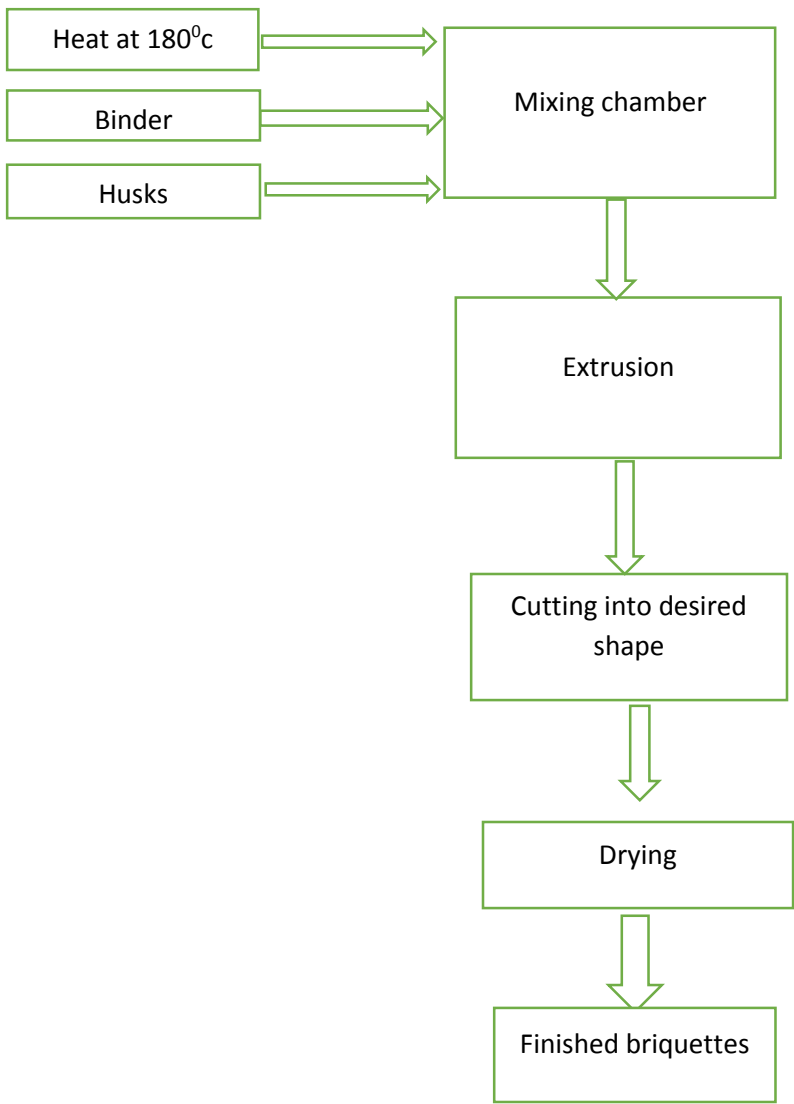 Heat at 180⁰c
Binder
Husks
Mixing chamber
Extrusion
Cutting into desired
shape
Drying
Finished briquettes